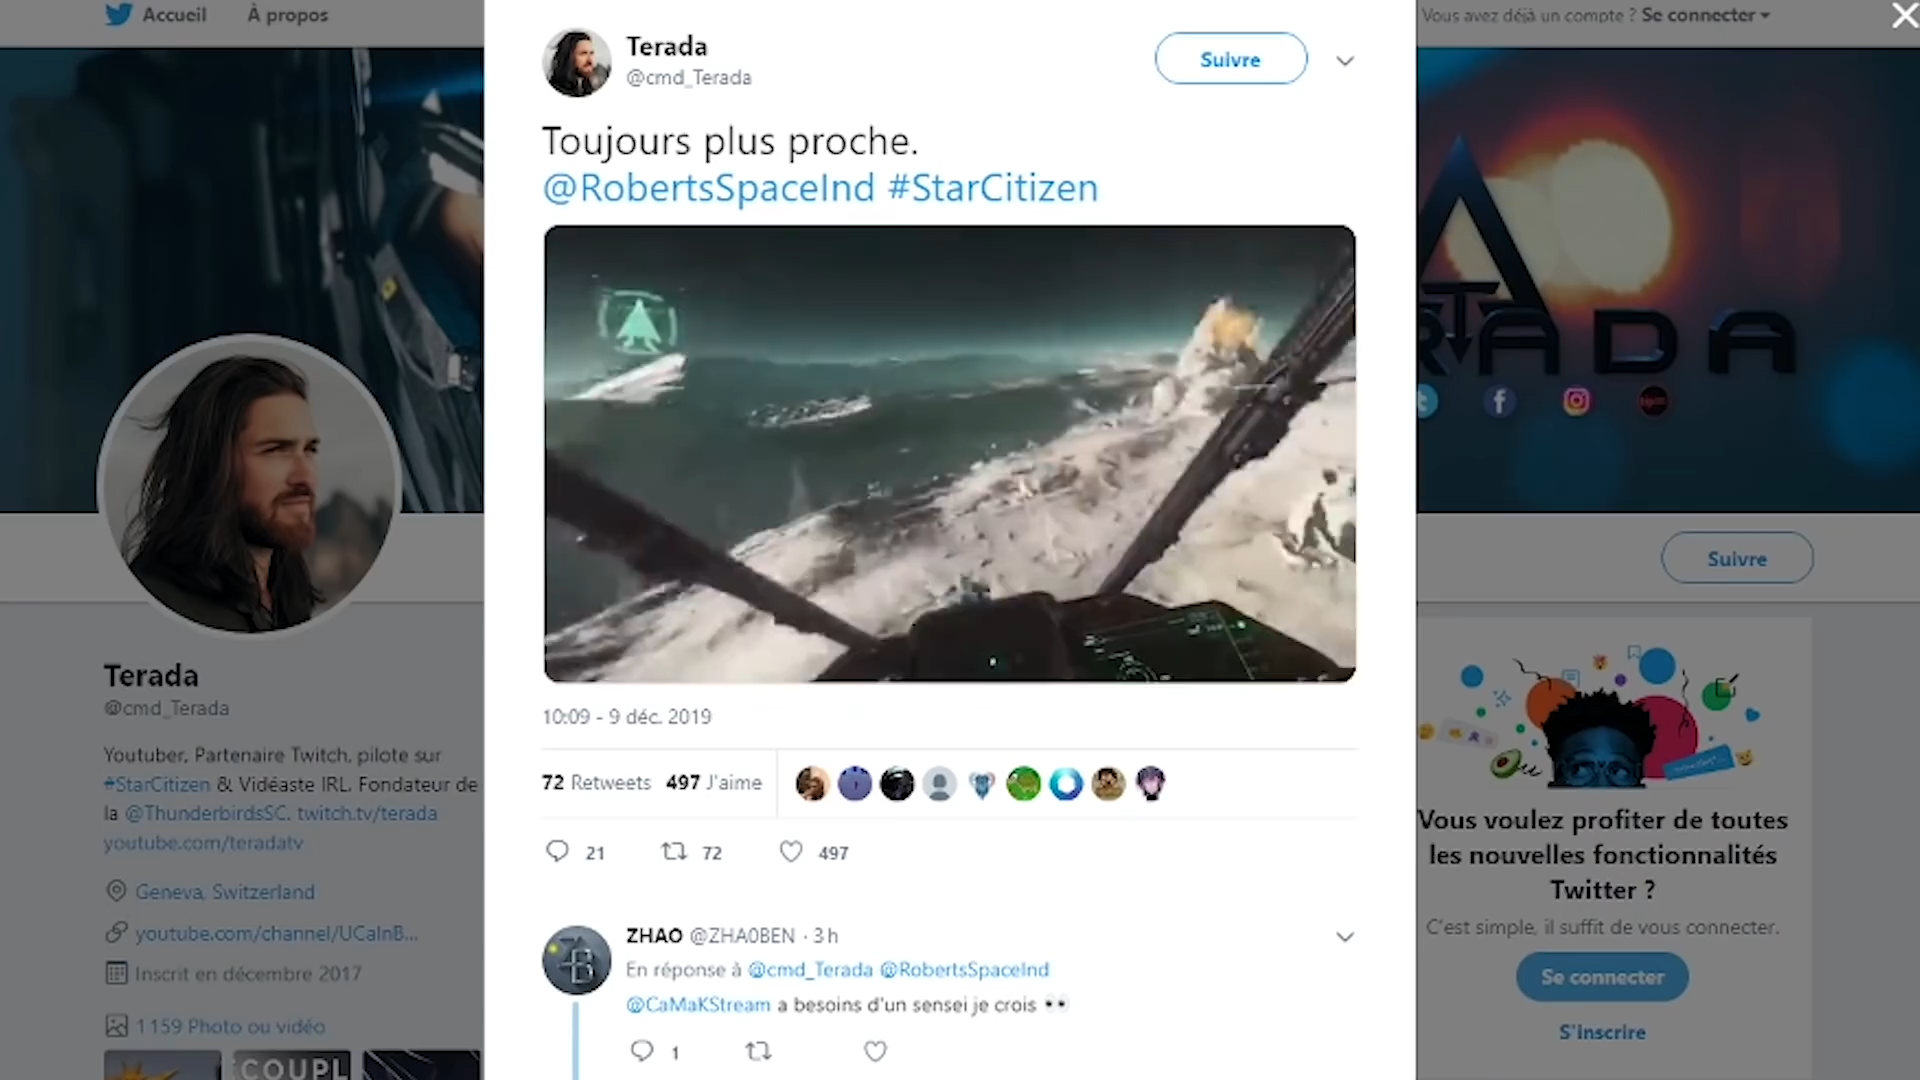 Accueil
À propos
Vous avez déjà un compte ? Se connecter
Terada
@cmd_Terada
Suivre
Toujours plus proche.
@RobertsSpaceInd #StarCitizen
10:09 - 9 déc. 2019
72 Retweets 497 J'aime
21 72 497
ZHAO @ZHA0BEN · 3 h
En réponse à @cmd_Terada @RobertsSpaceInd
@CaMaKStream a besoins d'un sensei je crois 👀
1
Terada
@cmd_Terada
Youtuber, Partenaire Twitch, pilote sur
#StarCitizen & Vidéaste IRL. Fondateur de
la @ThunderbirdsSC. twitch.tv/terada
youtube.com/teradatv
Geneva, Switzerland
youtube.com/channel/UCaInB...
Inscrit en décembre 2017
1 159 Photo ou vidéo
COUPL
RADA
Suivre
Vous voulez profiter de toutes
les nouvelles fonctionnalités
Twitter ?
C'est simple, il suffit de vous connecter.
Se connecter
S'inscrire